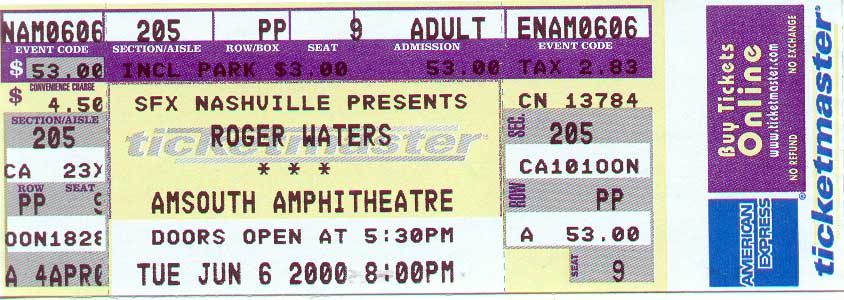 NAM0606 205 PP 9 ADULT ENAM0606
EVENT CODE SECTION/AISLE ROW/BOX SEAT ADMISSION EVENT CODE
$ 53.00 INCL PARK $3.00 53.00 TAX 2.83
$ CONVENIENCE CHARGE
4.50
SECTION/AISLE
205
CA 23X
ROW SEAT
PP 9
OON1828
A 4APRO
SFX NASHVILLE PRESENTS
ROGER WATERS
ticketmaster
* * *
AMSOUTH AMPHITHEATRE
DOORS OPEN AT 5:30PM
TUE JUN 6 2000 8:00PM
CN 13784
SEC. 205
CA101OON
ROW PP
A 53.00
SEAT 9
Buy Tickets
Online
www.ticketmaster.com
NO REFUND NO EXCHANGE
AMERICAN
EXPRESS
ticketmaster